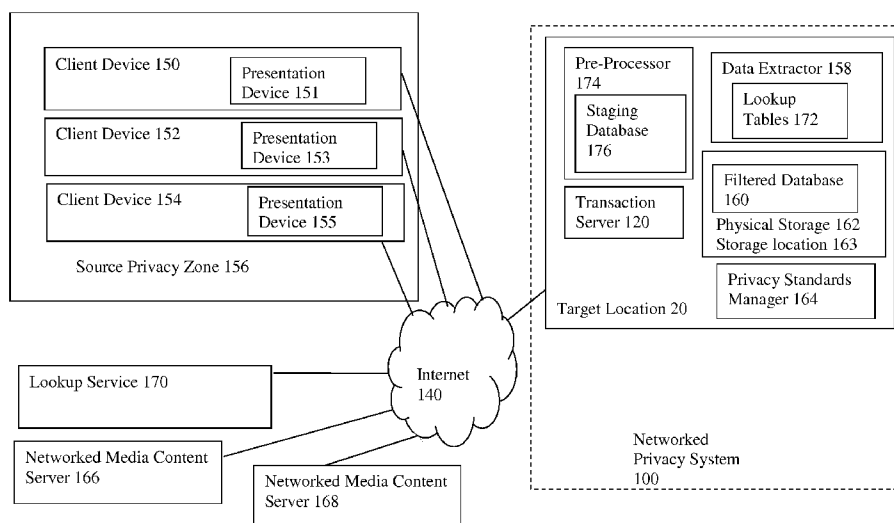 Client Device 150
Presentation
Device 151
Client Device 152
Presentation
Device 153
Client Device 154
Presentation
Device 155
Source Privacy Zone 156
Pre-Processor
174
Staging
Database
176
Data Extractor 158
Lookup
Tables 172
Filtered Database
160
Physical Storage 162
Storage location 163
Transaction
Server 120
Privacy Standards
Manager 164
Target Location 20
Internet
140
Lookup Service 170
Networked Media Content
Server 166
Networked Media Content
Server 168
Networked
Privacy System
100